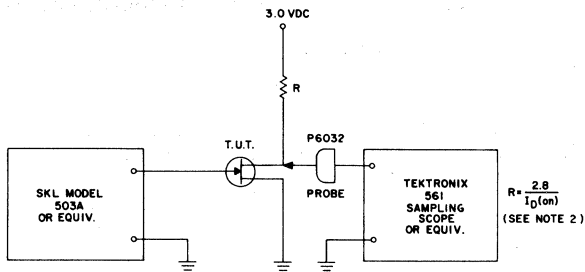 3.0 VDC
R
T.U.T.
P6032
PROBE
SKL MODEL
503A
OR EQUIV.
TEKTRONIX
561
SAMPLING
SCOPE
OR EQUIV.
R= 2.8
I_D(on)
(SEE NOTE 2)